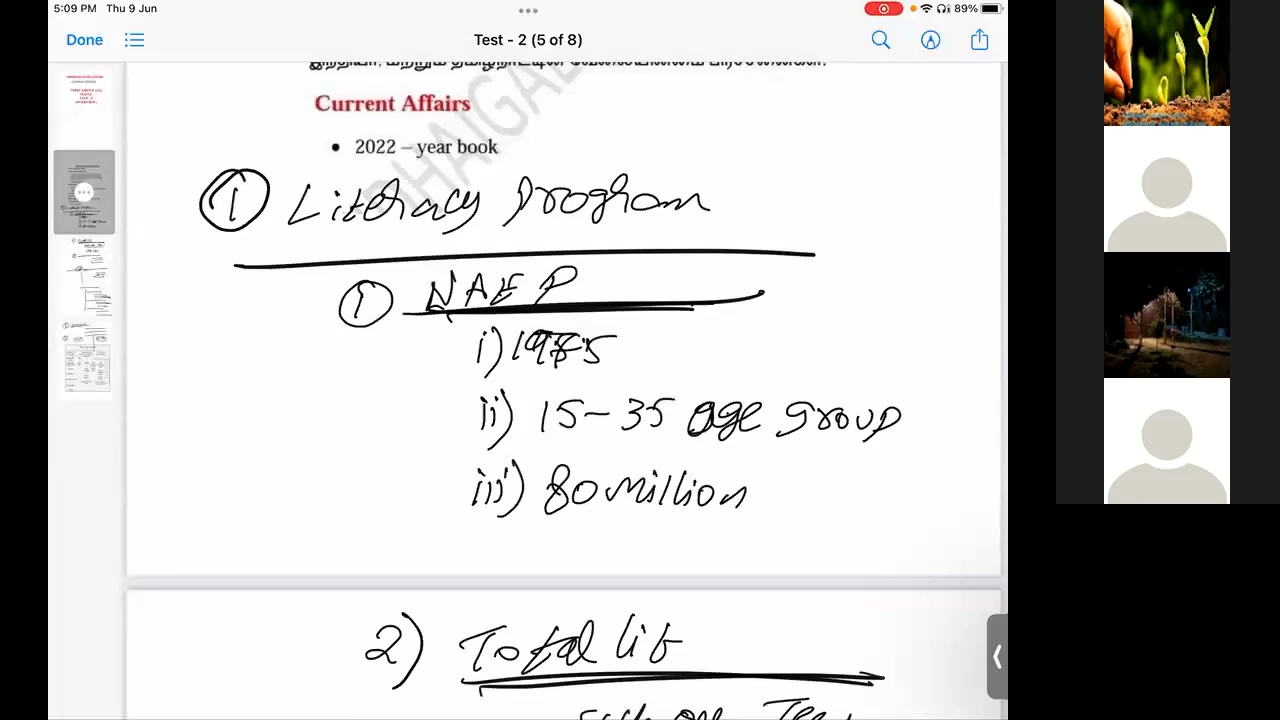 5:09 PM Thu 9 Jun
89%
Done
Test - 2 (5 of 8)
Current Affairs
• 2022 – year book
① Literacy Program
① NAEP
i) 1975
ii) 15-35 age group
iii) 80 million
2) Total lit